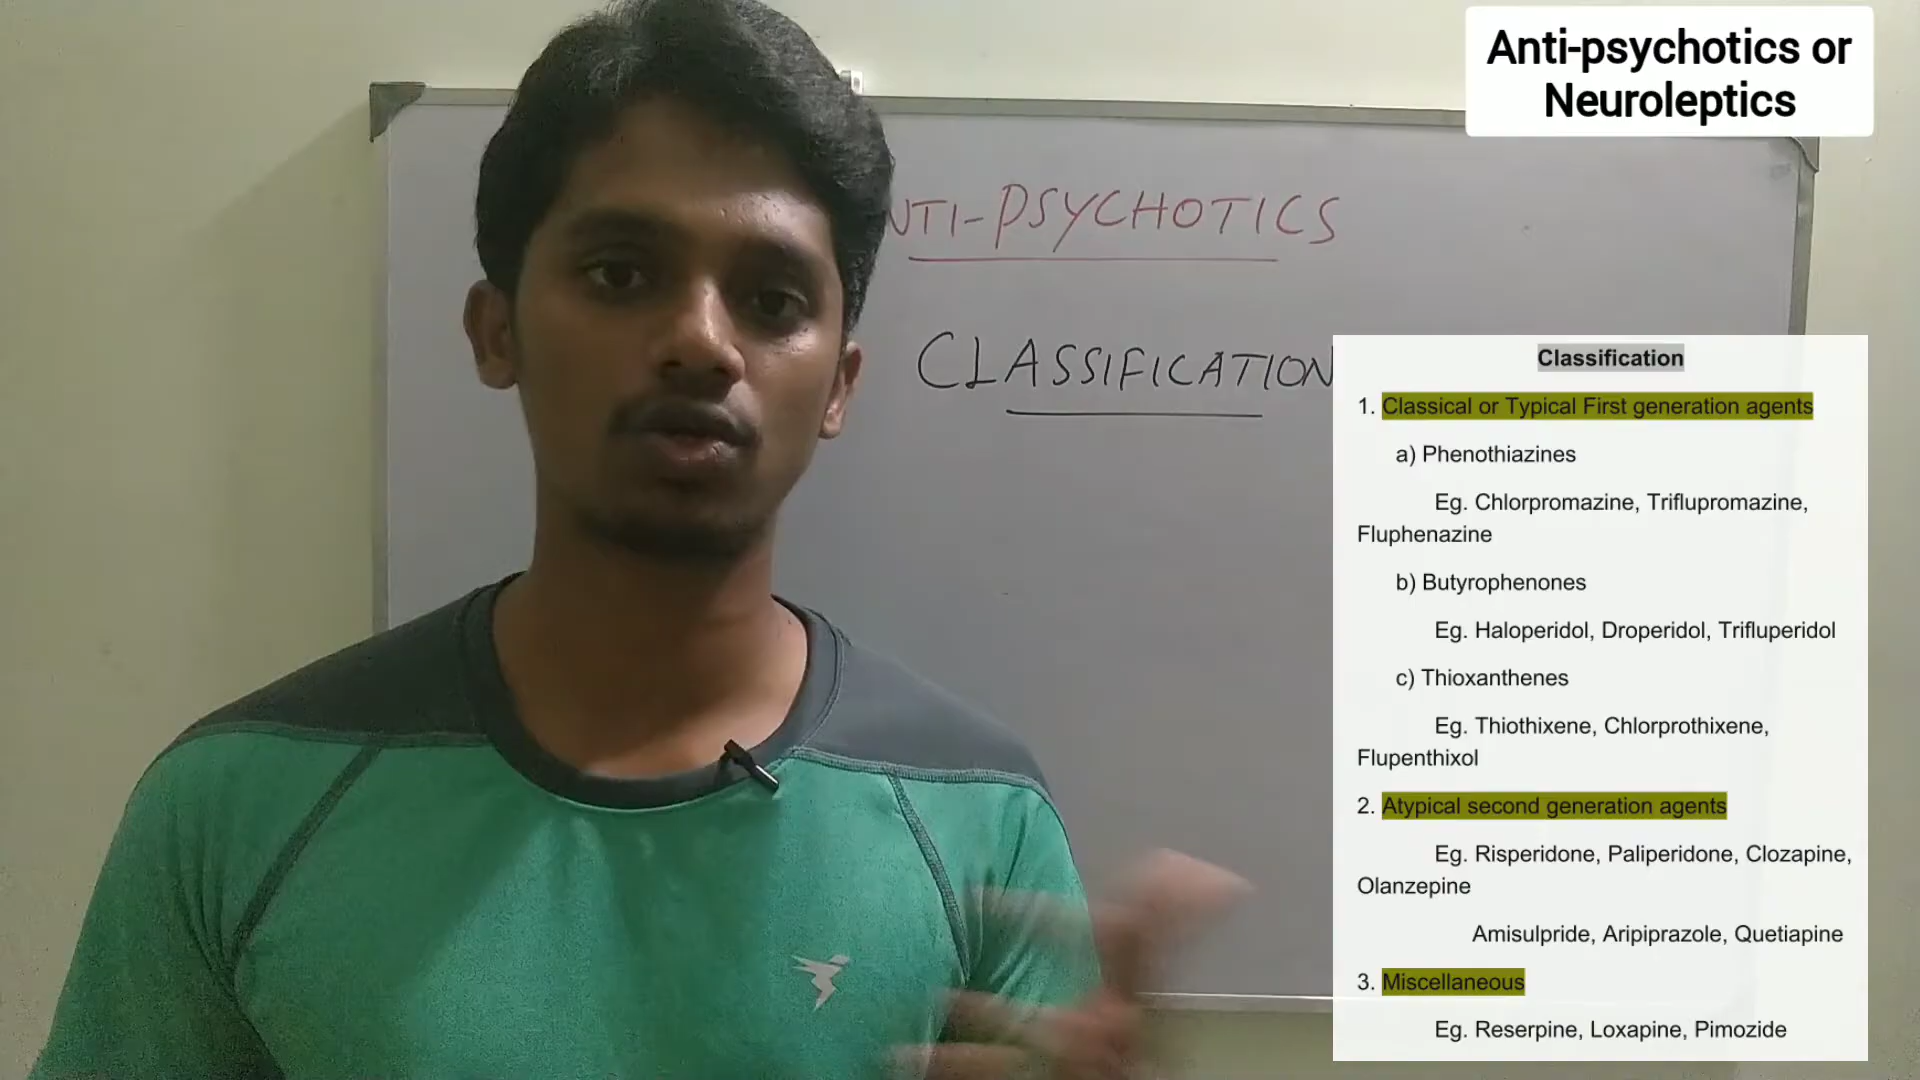 Anti-psychotics or
Neuroleptics
NTI-PSYCHOTICS
CLASSIFICATION
Classification
1. Classical or Typical First generation agents
a) Phenothiazines
Eg. Chlorpromazine, Triflupromazine,
Fluphenazine
b) Butyrophenones
Eg. Haloperidol, Droperidol, Trifluperidol
c) Thioxanthenes
Eg. Thiothixene, Chlorprothixene,
Flupenthixol
2. Atypical second generation agents
Eg. Risperidone, Paliperidone, Clozapine,
Olanzepine
Amisulpride, Aripiprazole, Quetiapine
3. Miscellaneous
Eg. Reserpine, Loxapine, Pimozide